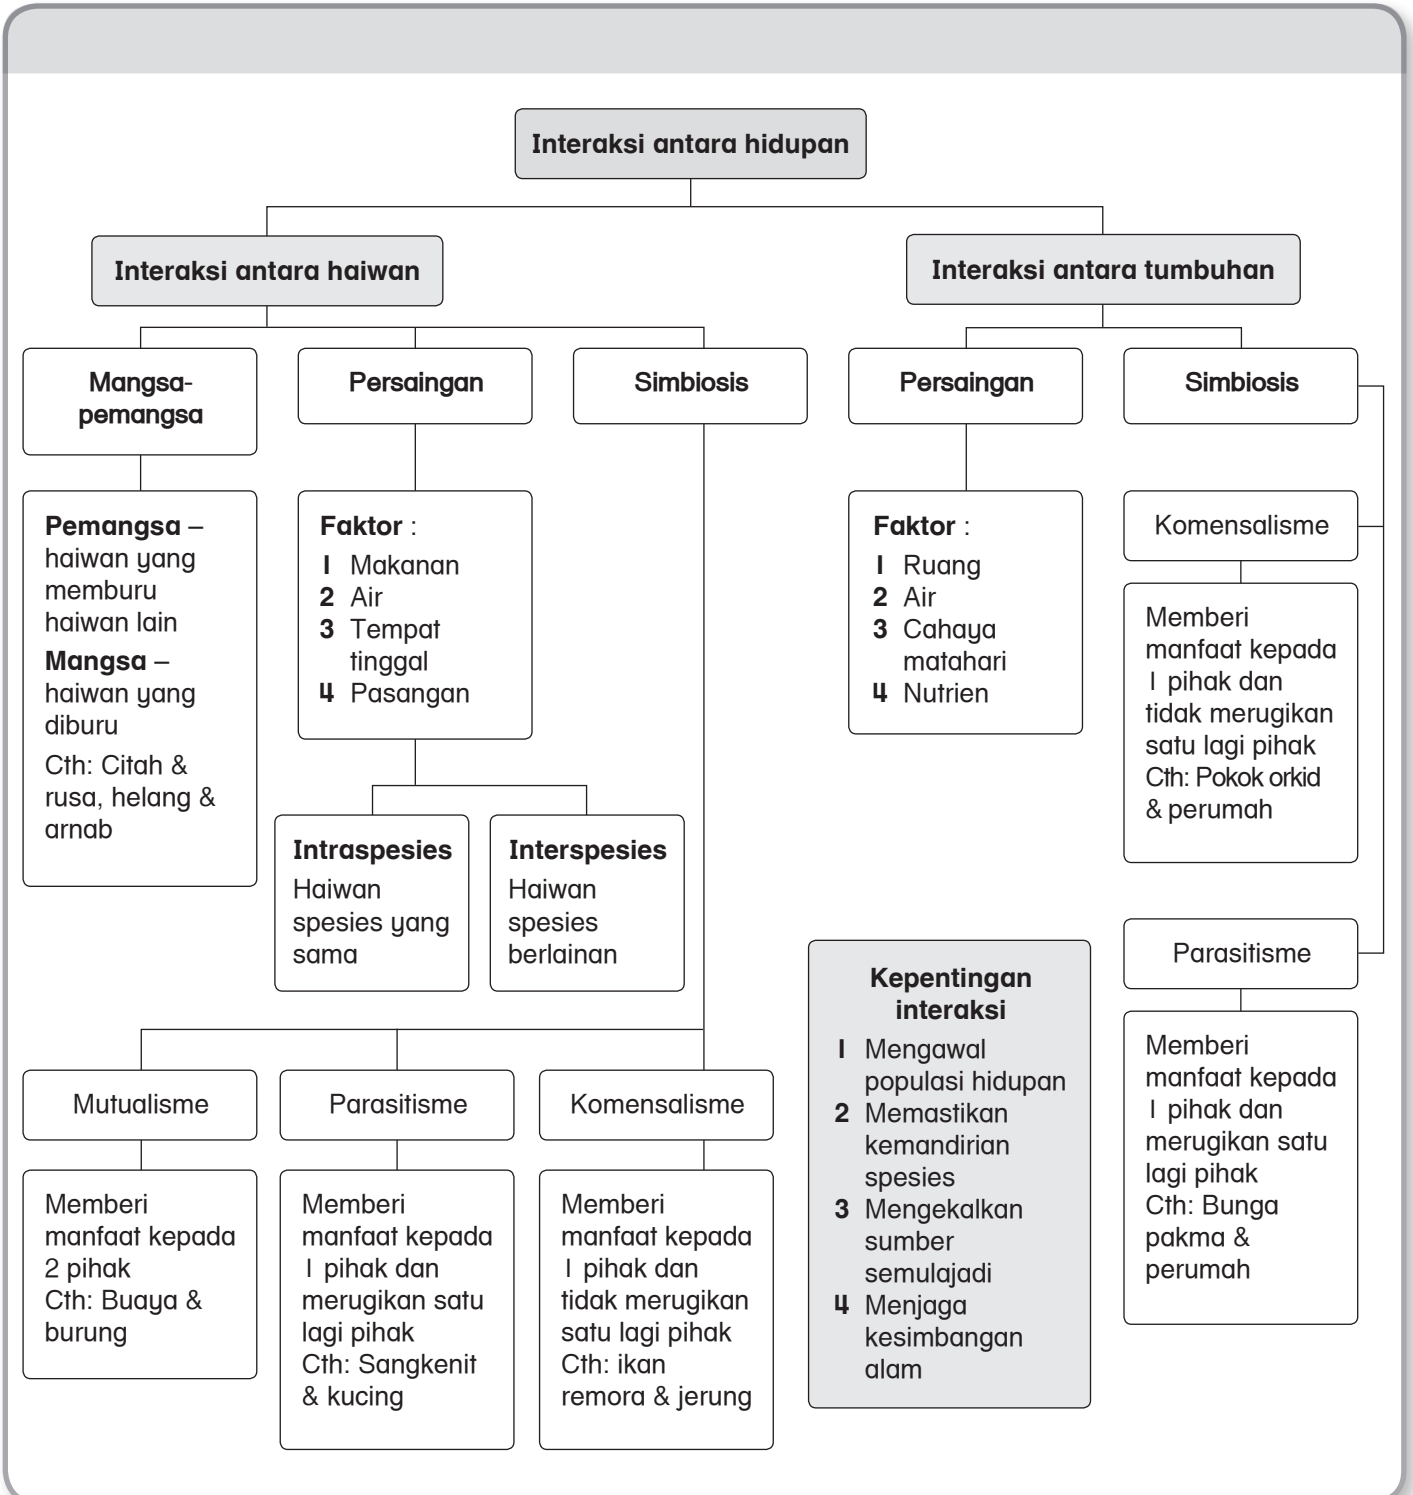 Interaksi antara hidupan
Interaksi antara haiwan
Mangsa-
pemangsa
Pemangsa –
haiwan yang
memburu
haiwan lain
Mangsa –
haiwan yang
diburu
Cth: Citah &
rusa, helang &
arnab
Persaingan
Faktor :
1 Makanan
2 Air
3 Tempat
tinggal
4 Pasangan
Intraspesies
Haiwan
spesies yang
sama
Interspesies
Haiwan
spesies
berlainan
Simbiosis
Mutualisme
Memberi
manfaat kepada
2 pihak
Cth: Buaya &
burung
Parasitisme
Memberi
manfaat kepada
1 pihak dan
merugikan satu
lagi pihak
Cth: Sangkenit
& kucing
Komensalisme
Memberi
manfaat kepada
1 pihak dan
tidak merugikan
satu lagi pihak
Cth: ikan
remora & jerung
Interaksi antara tumbuhan
Persaingan
Faktor :
1 Ruang
2 Air
3 Cahaya
matahari
4 Nutrien
Simbiosis
Komensalisme
Memberi
manfaat kepada
1 pihak dan
tidak merugikan
satu lagi pihak
Cth: Pokok orkid
& perumah
Parasitisme
Memberi
manfaat kepada
1 pihak dan
merugikan satu
lagi pihak
Cth: Bunga
pakma &
perumah
Kepentingan
interaksi
1 Mengawal
populasi hidupan
2 Memastikan
kemandirian
spesies
3 Mengekalkan
sumber
semulajadi
4 Menjaga
kesimbangan
alam